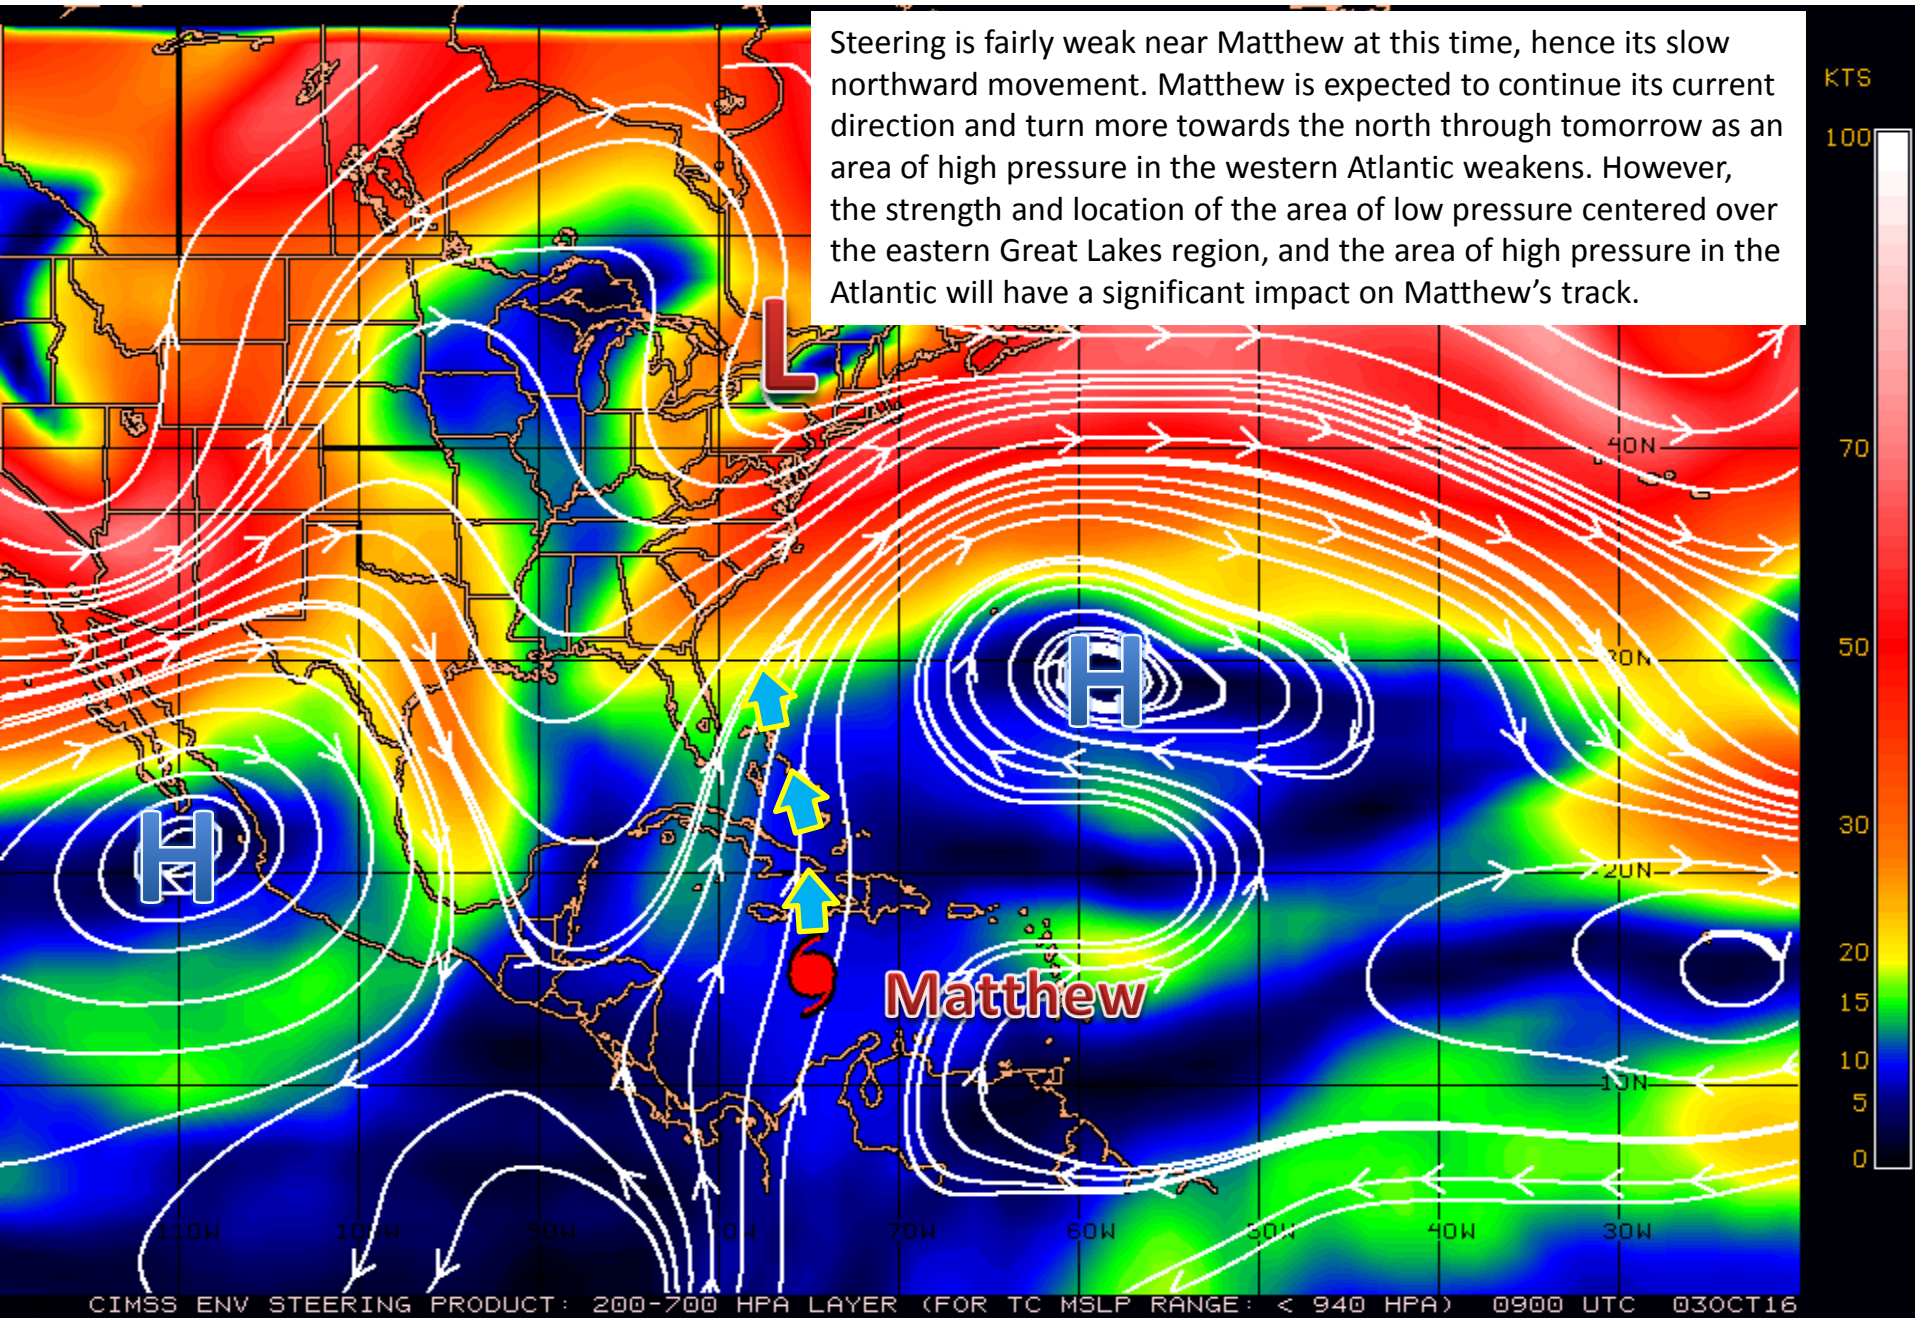 Steering is fairly weak near Matthew at this time, hence its slow
northward movement. Matthew is expected to continue its current
direction and turn more towards the north through tomorrow as an
area of high pressure in the western Atlantic weakens. However,
the strength and location of the area of low pressure centered over
the eastern Great Lakes region, and the area of high pressure in the
Atlantic will have a significant impact on Matthew’s track.
KTS
100
70
50
30
20
15
10
5
0
L
H
H
Matthew
40N
30N
20N
10N
110W 100W 90W 80W 70W 60W 50W 40W 30W
CIMSS ENV STEERING PRODUCT: 200-700 HPA LAYER (FOR TC MSLP RANGE: < 940 HPA) 0900 UTC 03OCT16